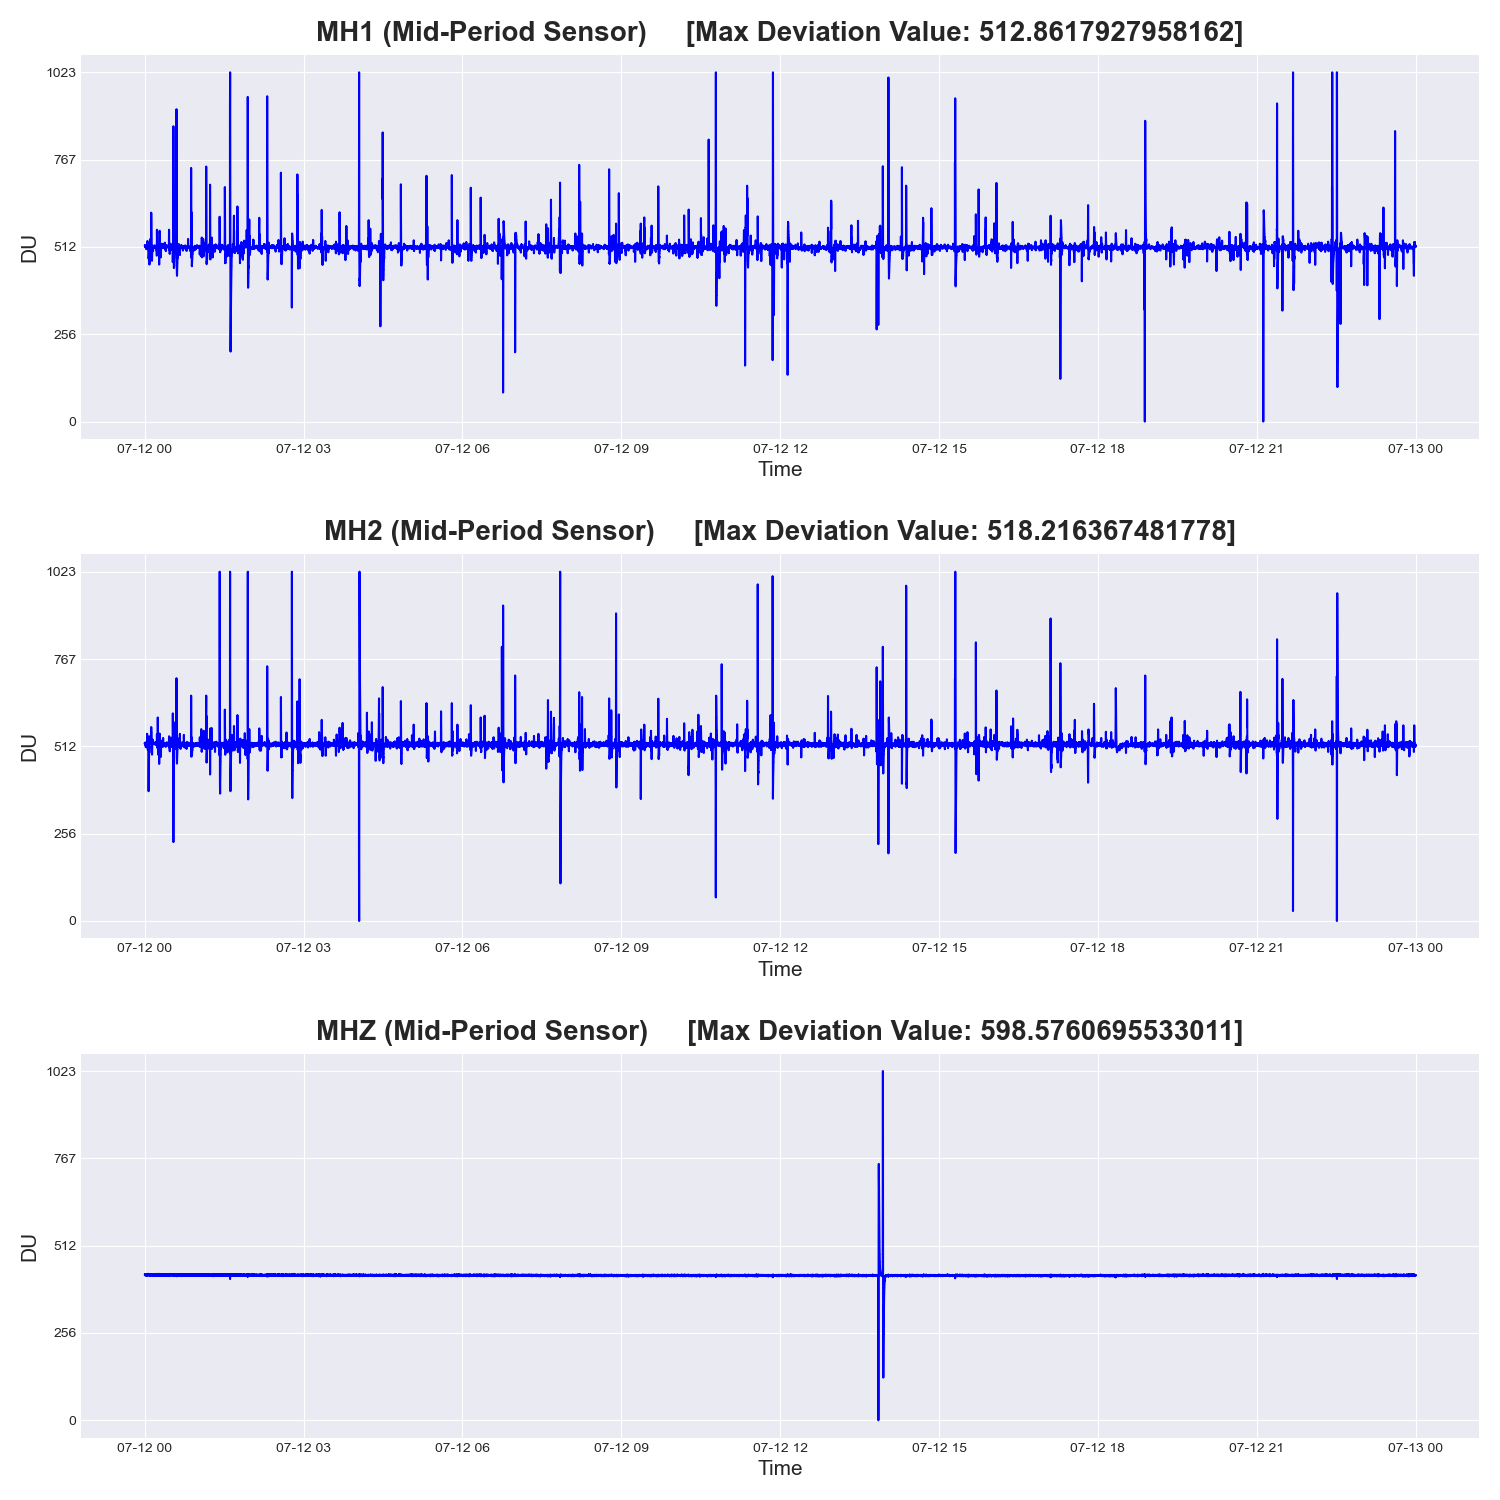 MH1 (Mid-Period Sensor) [Max Deviation Value: 512.8617927958162]
1023
767
512
256
0
DU
07-12 00 07-12 03 07-12 06 07-12 09 07-12 12 07-12 15 07-12 18 07-12 21 07-13 00
Time
MH2 (Mid-Period Sensor) [Max Deviation Value: 518.216367481778]
1023
767
512
256
0
DU
07-12 00 07-12 03 07-12 06 07-12 09 07-12 12 07-12 15 07-12 18 07-12 21 07-13 00
Time
MHZ (Mid-Period Sensor) [Max Deviation Value: 598.5760695533011]
1023
767
512
256
0
DU
07-12 00 07-12 03 07-12 06 07-12 09 07-12 12 07-12 15 07-12 18 07-12 21 07-13 00
Time